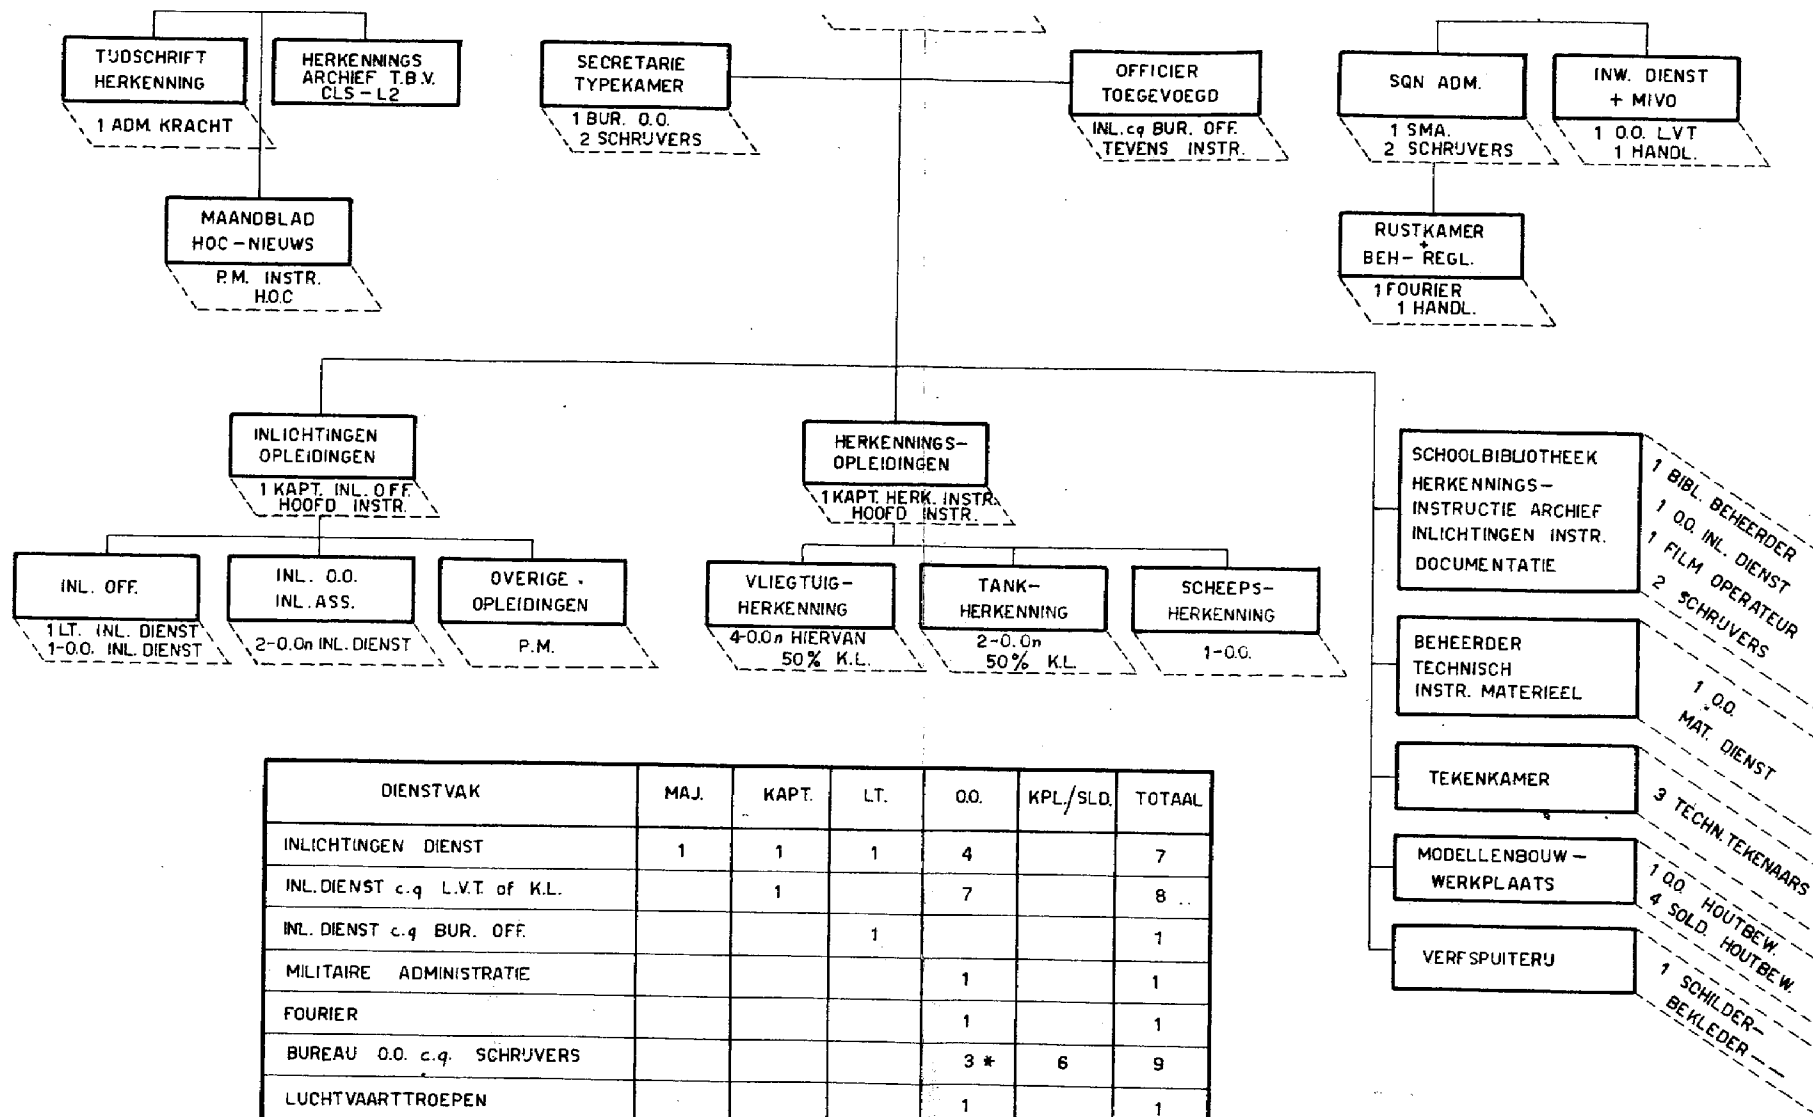 TIJDSCHRIFT
HERKENNING
1 ADM. KRACHT
HERKENNINGS
ARCHIEF T.B.V.
CLS-L2
MAANDBLAD
HOC-NIEUWS
P.M. INSTR.
H.O.C
SECRETARIE
TYPEKAMER
1 BUR. O.O.
2 SCHRIJVERS
OFFICIER
TOEGEVOEGD
INL. cq BUR. OFF.
TEVENS INSTR.
SQN ADM.
1 SMA.
2 SCHRIJVERS
INW. DIENST
+ MIVO
1 O.O. L.V.T
1 HANDL.
RUSTKAMER
+
BEH-REGL.
1 FOURIER
1 HANDL.
INLICHTINGEN
OPLEIDINGEN
1 KAPT. INL. OFF.
HOOFD INSTR.
HERKENNINGS-
OPLEIDINGEN
1 KAPT. HERK. INSTR.
HOOFD INSTR.
INL. OFF.
1 LT. INL. DIENST
1-O.O. INL. DIENST
INL. O.O.
INL. ASS.
2-O.On INL. DIENST
OVERIGE
OPLEIDINGEN
P.M.
VLIEGTUIG-
HERKENNING
4-O.On HIERVAN
50% K.L.
TANK-
HERKENNING
2-O.On
50% K.L.
SCHEEPS-
HERKENNING
1-O.O.
SCHOOLBIBLIOTHEEK
HERKENNINGS-
INSTRUCTIE ARCHIEF
INLICHTINGEN INSTR.
DOCUMENTATIE
1 BIBL. BEHEERDER
1 O.O. INL. DIENST
1 FILM OPERATEUR
2 SCHRIJVERS
BEHEERDER
TECHNISCH
INSTR. MATERIEEL
1 O.O.
MAT. DIENST
TEKENKAMER
3 TECHN. TEKENAARS
MODELLENBOUW-
WERKPLAATS
1 O.O. HOUTBEW.
4 SOLD. HOUTBEW.
VERFSPUITERIJ
1 SCHILDER-
BEKLEDER
DIENSTVAK MAJ. KAPT. LT. O.O. KPL./SLD. TOTAAL
INLICHTINGEN DIENST 1 1 1 4 7
INL. DIENST c.q L.V.T. of K.L. 1 7 8
INL. DIENST c.q BUR. OFF. 1 1
MILITAIRE ADMINISTRATIE 1 1
FOURIER 1 1
BUREAU O.O. c.q. SCHRIJVERS 3 * 6 9
LUCHTVAARTTROEPEN 1 1